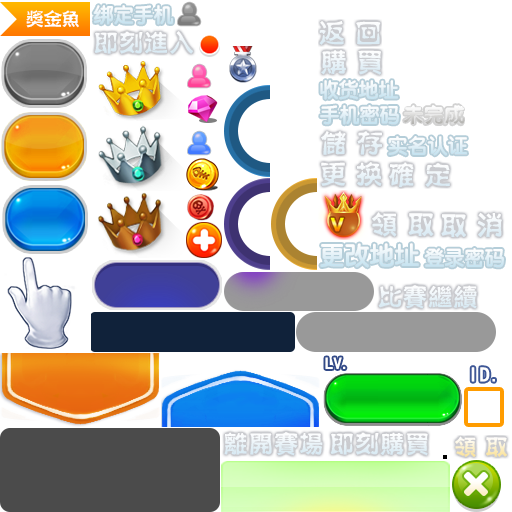 獎金魚
绑定手机
即刻進入
返回
購買
收货地址
手机密码 未完成
儲存 实名认证
更換確定
V
領取取消
更改地址 登录密码
比賽繼續
LV.
ID.
離開賽場 即刻購買
領取